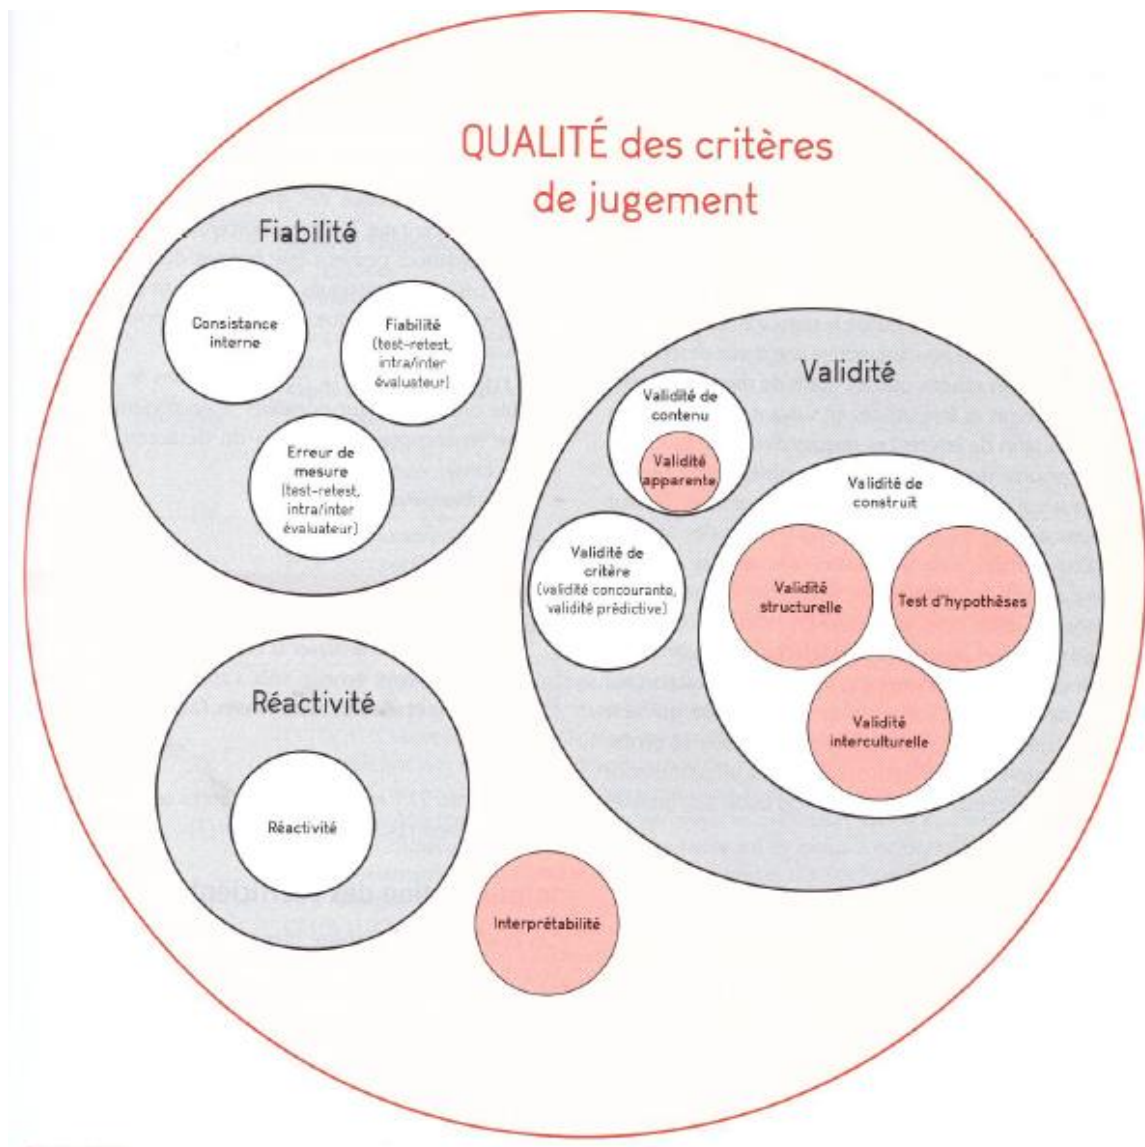 QUALITÉ des critères
de jugement
Fiabilité
Consistance
interne
Fiabilité
(test-retest,
intra/inter
évaluateur)
Erreur de
mesure
(test-retest,
intra/inter
évaluateur)
Validité
Validité de
contenu
Validité
apparente
Validité de
critère
(validité concourante,
validité prédictive)
Validité de
construit
Validité
structurelle
Test d'hypothèses
Validité
interculturelle
Réactivité
Réactivité
Interprétabilité